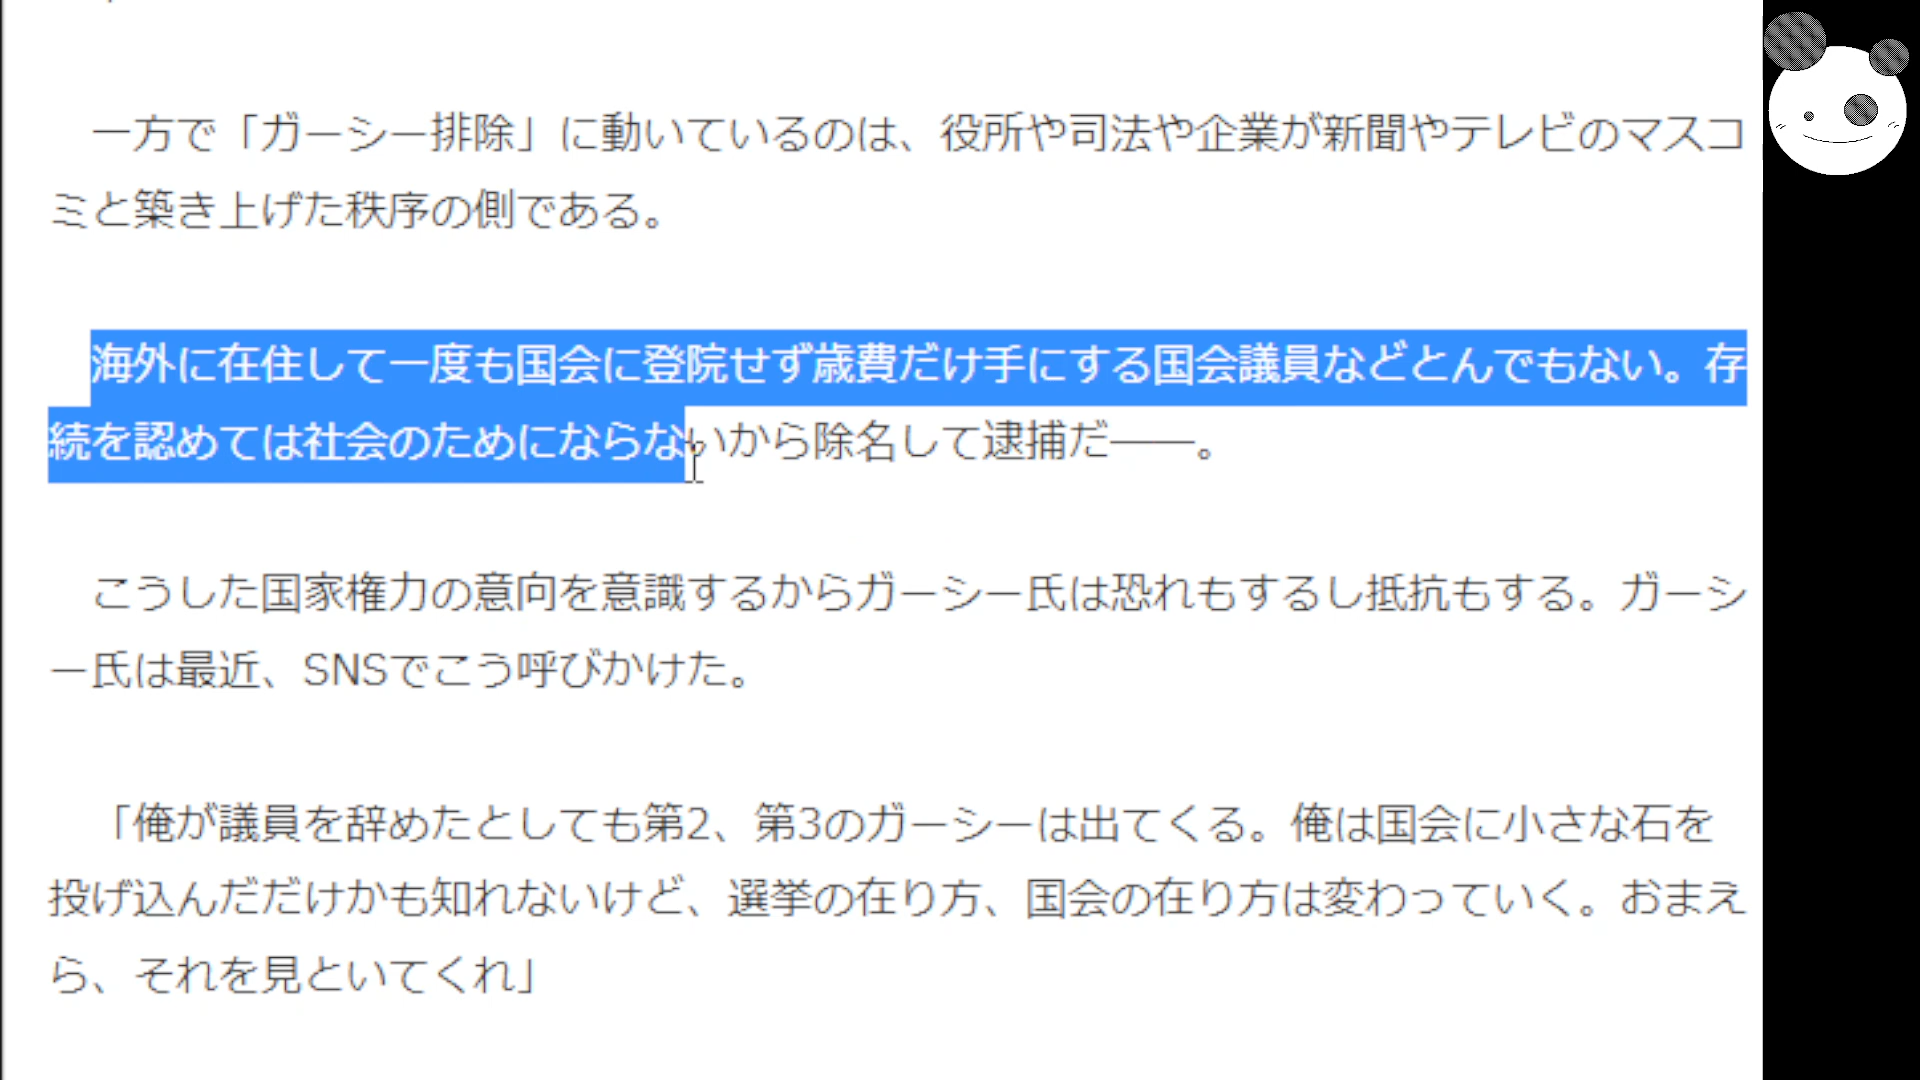 一方で「ガーシー排除」に動いているのは、役所や司法や企業が新聞やテレビのマスコ
ミと築き上げた秩序の側である。
海外に在住して一度も国会に登院せず歳費だけ手にする国会議員などとんでもない。存
続を認めては社会のためにならないから除名して逮捕だ――。
こうした国家権力の意向を意識するからガーシー氏は恐れもするし抵抗もする。ガーシ
ー氏は最近、SNSでこう呼びかけた。
「俺が議員を辞めたとしても第2、第3のガーシーは出てくる。俺は国会に小さな石を
投げ込んだだけかも知れないけど、選挙の在り方、国会の在り方は変わっていく。おまえ
ら、それを見といてくれ」